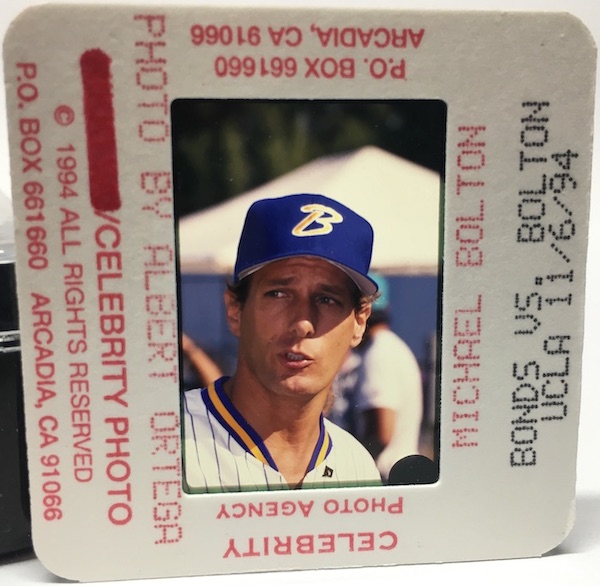 P.O. BOX 661660
ARCADIA, CA 91066
/CELEBRITY PHOTO
© 1994 ALL RIGHTS RESERVED
P.O. BOX 661660 ARCADIA, CA 91066
PHOTO BY ALBERT ORTEGA
B
MICHAEL BOLTON
BONDS VS. BOLTON
UCLA 11/6/94
CELEBRITY
PHOTO AGENCY